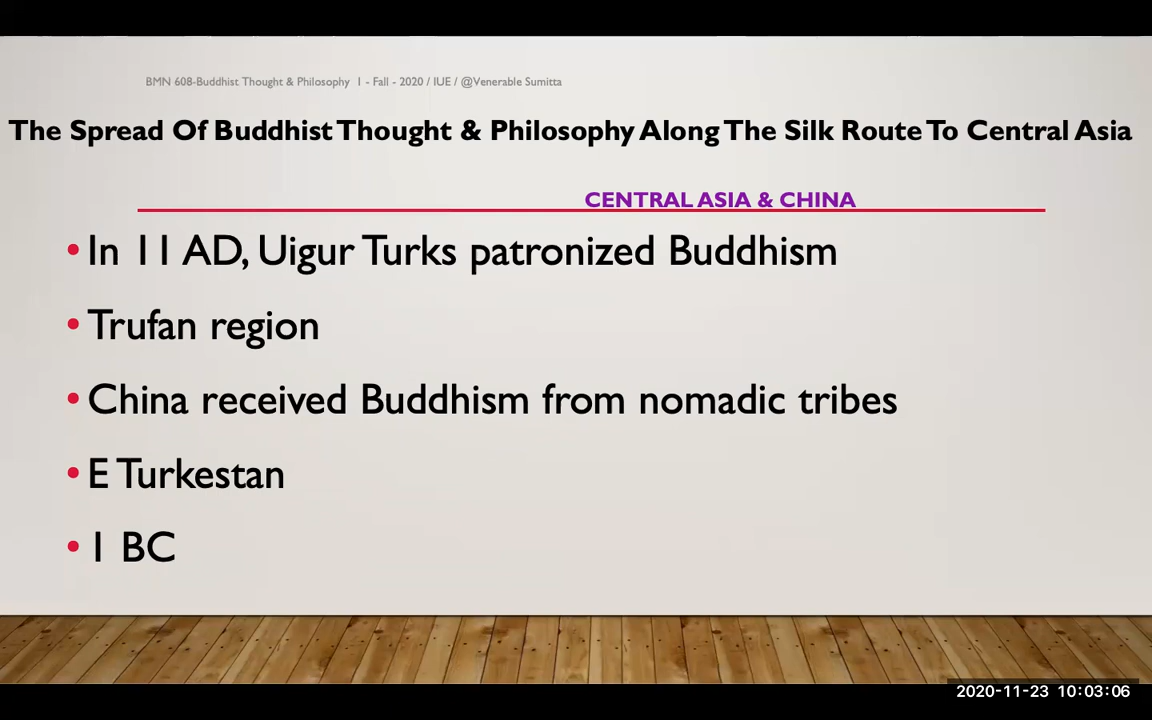 BMN 608-Buddhist Thought & Philosophy 1 - Fall - 2020 / IUE / @Venerable Sumitta
The Spread Of Buddhist Thought & Philosophy Along The Silk Route To Central Asia
CENTRAL ASIA & CHINA
• In 11 AD, Uigur Turks patronized Buddhism
• Trufan region
• China received Buddhism from nomadic tribes
• E Turkestan
• 1 BC
2020-11-23 10:03:06